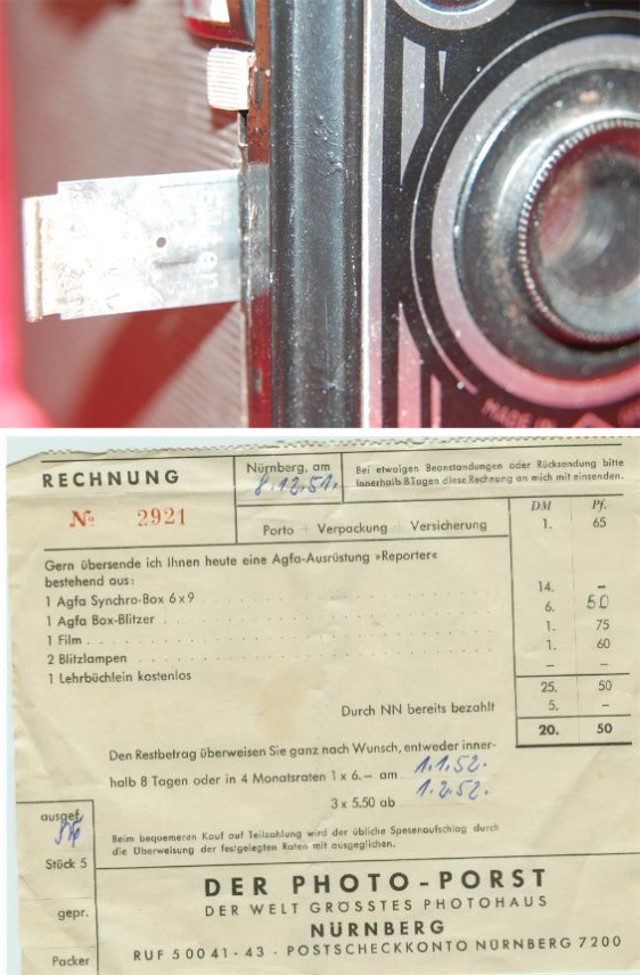 MADE IN
RECHNUNG
Nº 2921
Nürnberg, am
8.12.51.
Bei etwaigen Beanstandungen oder Rücksendung bitte
innerhalb 8 Tagen diese Rechnung an mich mit einsenden.
Porto + Verpackung + Versicherung
DM Pf.
1. 65
Gern übersende ich Ihnen heute eine Agfa-Ausrüstung »Reporter«
bestehend aus:
1 Agfa Synchro-Box 6x9 14. –
1 Agfa Box-Blitzer 6. 50
1 Film 1. 75
2 Blitzlampen 1. 60
1 Lehrbüchlein kostenlos – –
25. 50
Durch NN bereits bezahlt 5. –
20. 50
Den Restbetrag überweisen Sie ganz nach Wunsch, entweder inner-
halb 8 Tagen oder in 4 Monatsraten 1 x 6.– am 1.1.52.
3 x 5.50 ab 1.2.52.
ausgef.
Stück 5
gepr.
Packer
Beim bequemeren Kauf auf Teilzahlung wird der übliche Spesenaufschlag durch
die Überweisung der festgelegten Raten mit ausgeglichen.
DER PHOTO-PORST
DER WELT GRÖSSTES PHOTOHAUS
NÜRNBERG
RUF 5 00 41 - 43 · POSTSCHECKKONTO NÜRNBERG 7200